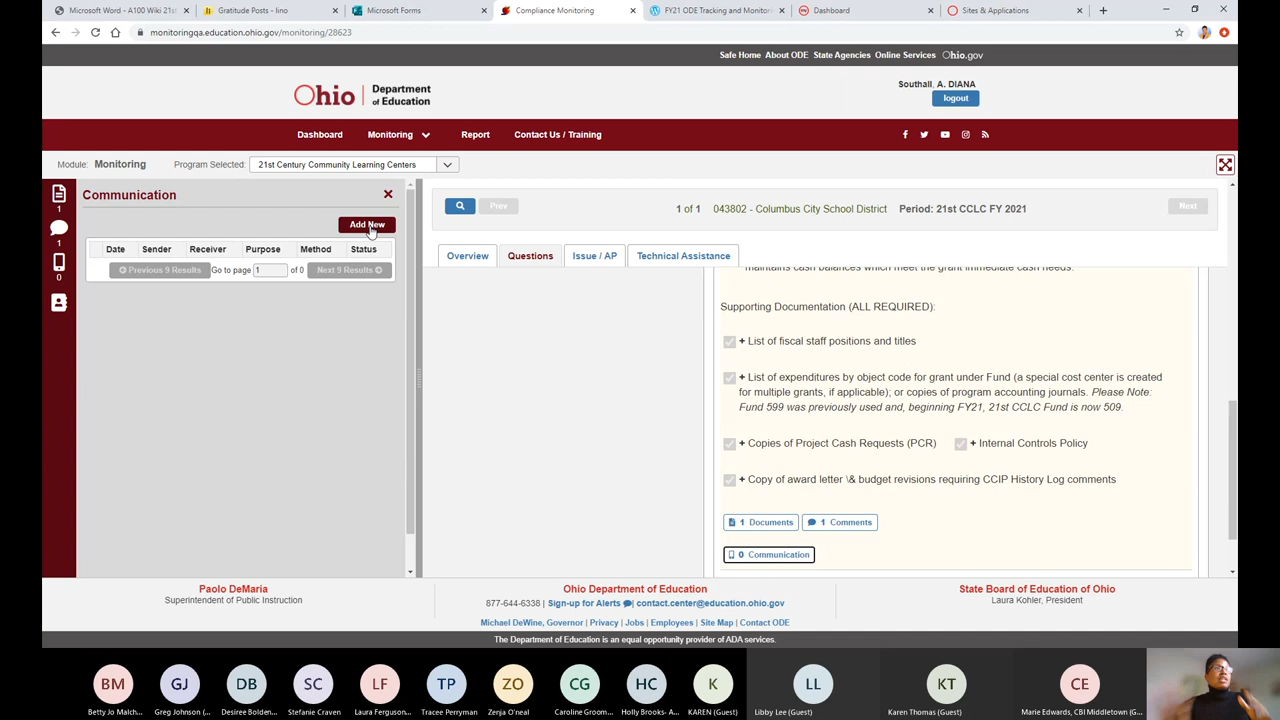 Microsoft Word - A100 Wiki 21st
Gratitude Posts - Iino
Microsoft Forms
Compliance Monitoring
FY21 ODE Tracking and Monitori
Dashboard
Sites & Applications
monitoringqa.education.ohio.gov/monitoring/28623
Safe Home About ODE State Agencies Online Services Ohio.gov
Ohio Department of Education
Southall, A. DIANA
logout
Dashboard Monitoring Report Contact Us / Training
Module: Monitoring Program Selected: 21st Century Community Learning Centers
1
1
0
Communication
Add New
Date Sender Receiver Purpose Method Status
Previous 9 Results Go to page 1 of 0 Next 9 Results
Prev 1 of 1 043802 - Columbus City School District Period: 21st CCLC FY 2021 Next
Overview Questions Issue / AP Technical Assistance
maintains cash balances which meet the grant immediate cash needs.
Supporting Documentation (ALL REQUIRED):
+ List of fiscal staff positions and titles
+ List of expenditures by object code for grant under Fund (a special cost center is created
for multiple grants, if applicable); or copies of program accounting journals. Please Note:
Fund 599 was previously used and, beginning FY21, 21st CCLC Fund is now 509.
+ Copies of Project Cash Requests (PCR) + Internal Controls Policy
+ Copy of award letter \& budget revisions requiring CCIP History Log comments
1 Documents 1 Comments
0 Communication
Paolo DeMaria
Superintendent of Public Instruction
Ohio Department of Education
877-644-6338 | Sign-up for Alerts | contact.center@education.ohio.gov
Michael DeWine, Governor | Privacy | Jobs | Employees | Site Map | Contact ODE
State Board of Education of Ohio
Laura Kohler, President
The Department of Education is an equal opportunity provider of ADA services.
BM GJ DB SC LF TP ZO CG HC K LL KT CE
Betty Jo Malch... Greg Johnson (... Desiree Bolden... Stefanie Craven Laura Ferguson... Tracee Perryman Zenja O'neal Caroline Groom... Holly Brooks- A... KAREN (Guest) Libby Lee (Guest) Karen Thomas (Guest) Marie Edwards, CBI Middletown (G...